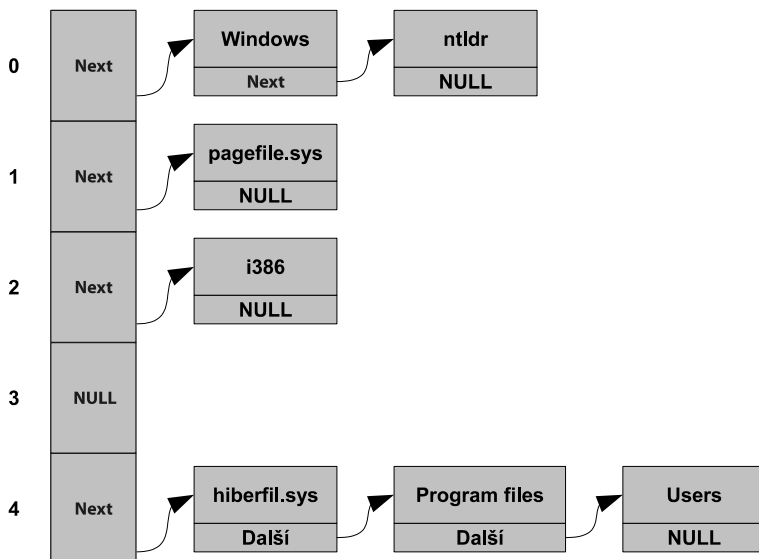 0 Next Windows ntldr
Next NULL
1 Next pagefile.sys
NULL
2 Next i386
NULL
3 NULL
4 Next hiberfil.sys Program files Users
Další Další NULL